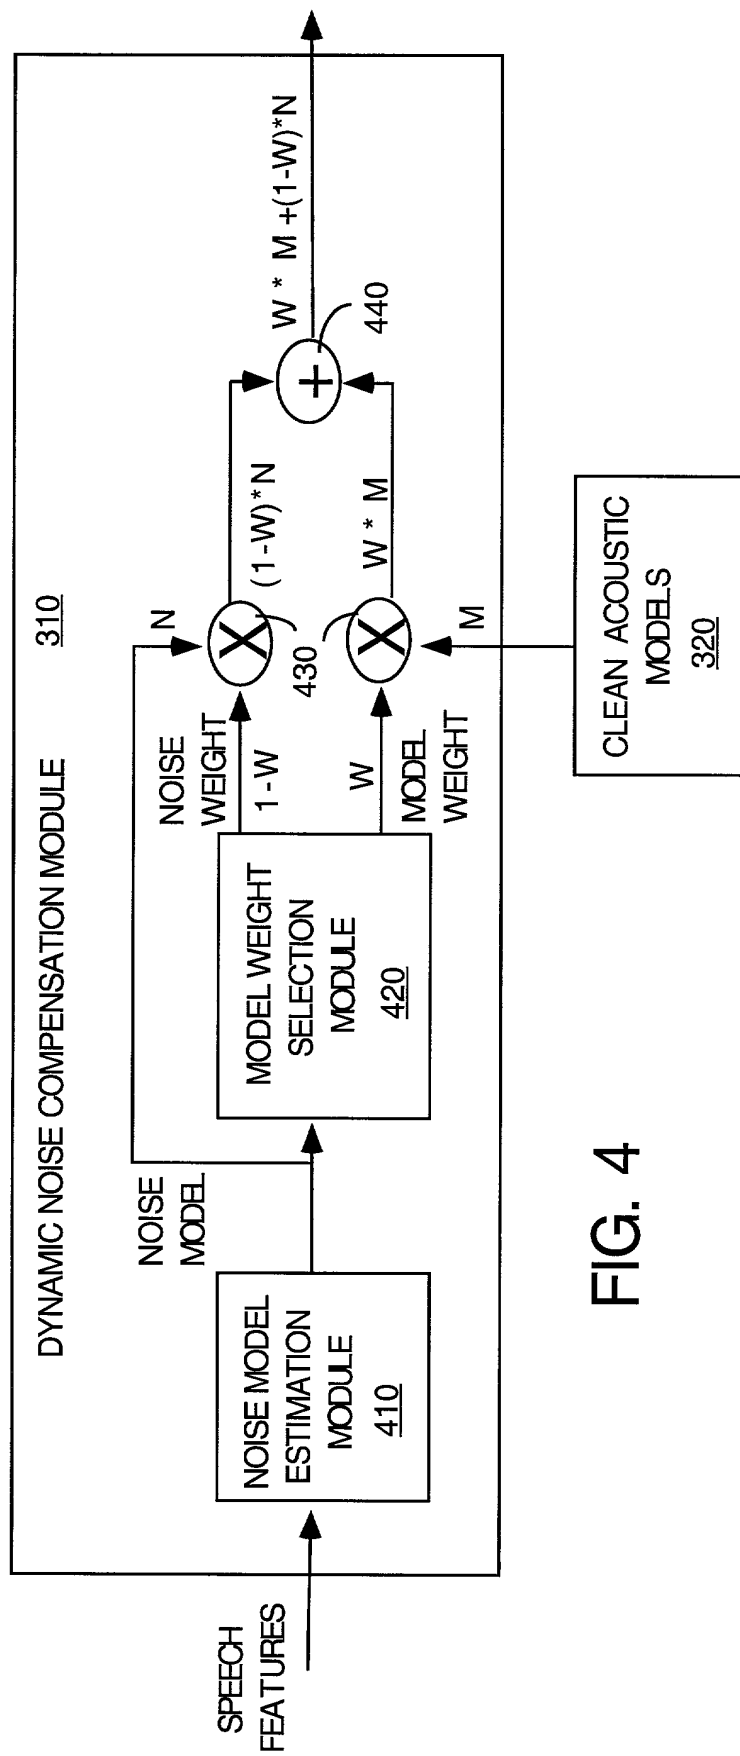 DYNAMIC NOISE COMPENSATION MODULE
310
SPEECH
FEATURES
NOISE MODEL
ESTIMATION
MODULE
410
NOISE
MODEL
MODEL WEIGHT
SELECTION
MODULE
420
NOISE
WEIGHT
1-W
W
MODEL
WEIGHT
N
X
430
X
M
(1-W)*N
W * M
+
440
W * M +(1-W)*N
CLEAN ACOUSTIC
MODELS
320
FIG. 4